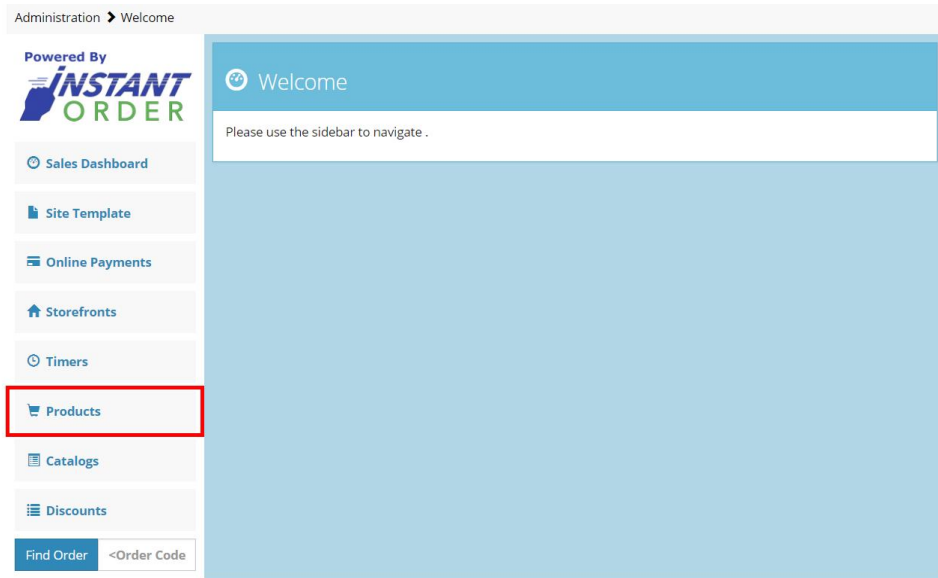 Administration > Welcome
Powered By
INSTANT
ORDER
Welcome
Please use the sidebar to navigate .
Sales Dashboard
Site Template
Online Payments
Storefronts
Timers
Products
Catalogs
Discounts
Find Order <Order Code